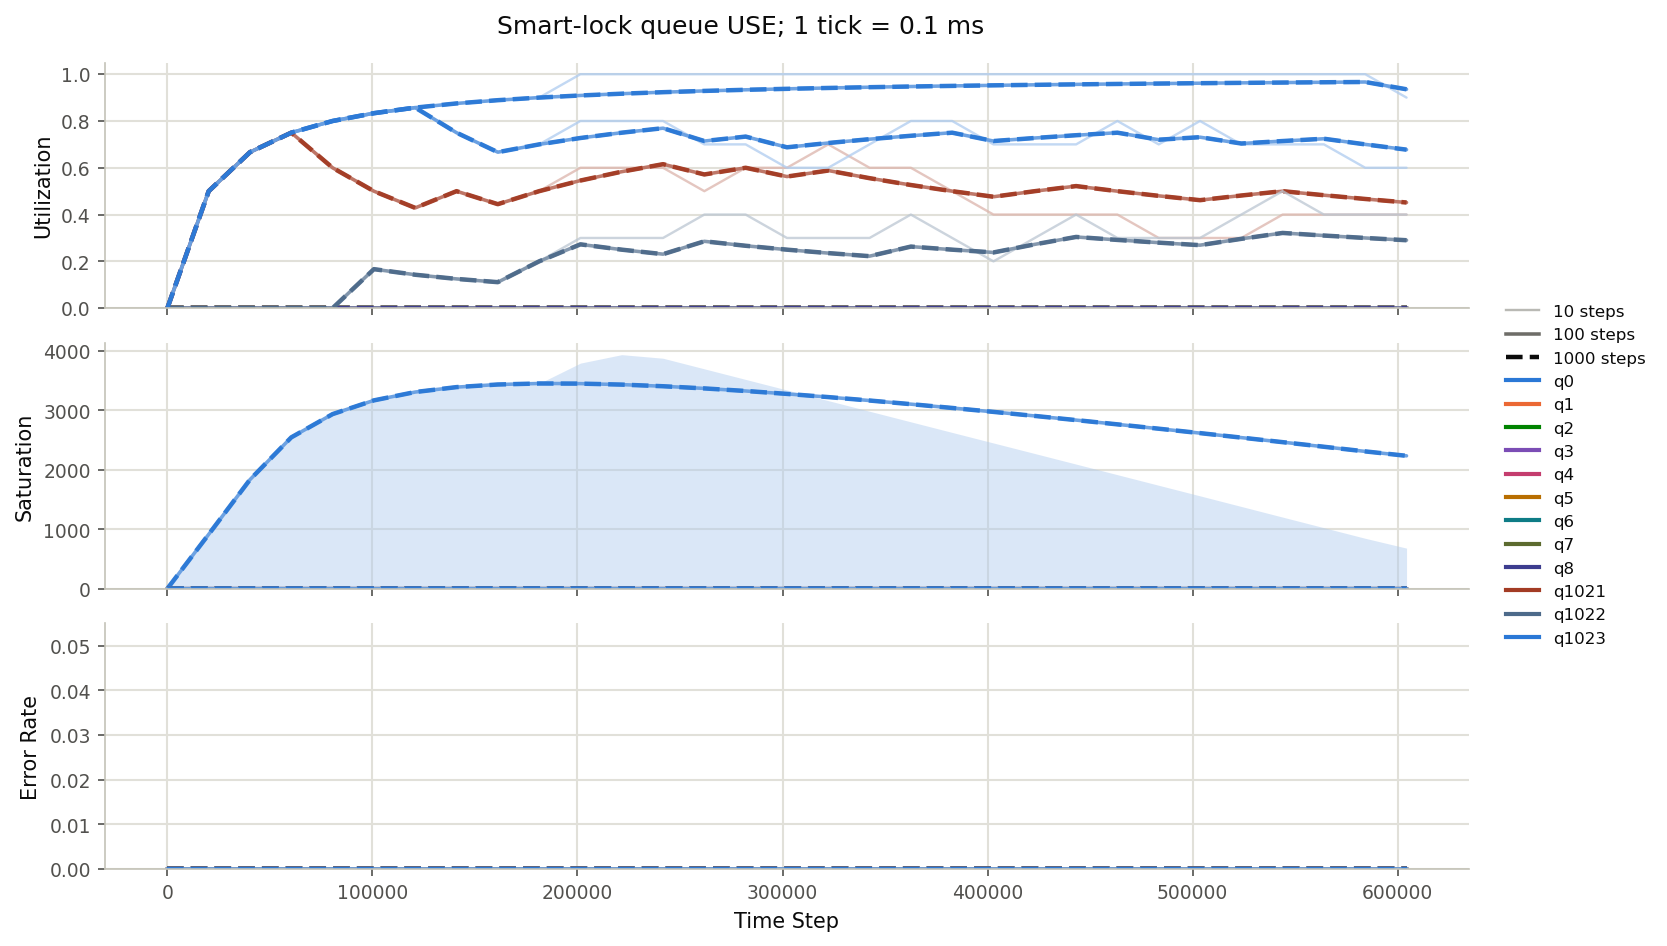 Smart-lock queue USE; 1 tick = 0.1 ms
Utilization
1.0
0.8
0.6
0.4
0.2
0.0
Saturation
4000
3000
2000
1000
0
Error Rate
0.05
0.04
0.03
0.02
0.01
0.00
0 100000 200000 300000 400000 500000 600000
Time Step
10 steps
100 steps
1000 steps
q0
q1
q2
q3
q4
q5
q6
q7
q8
q1021
q1022
q1023